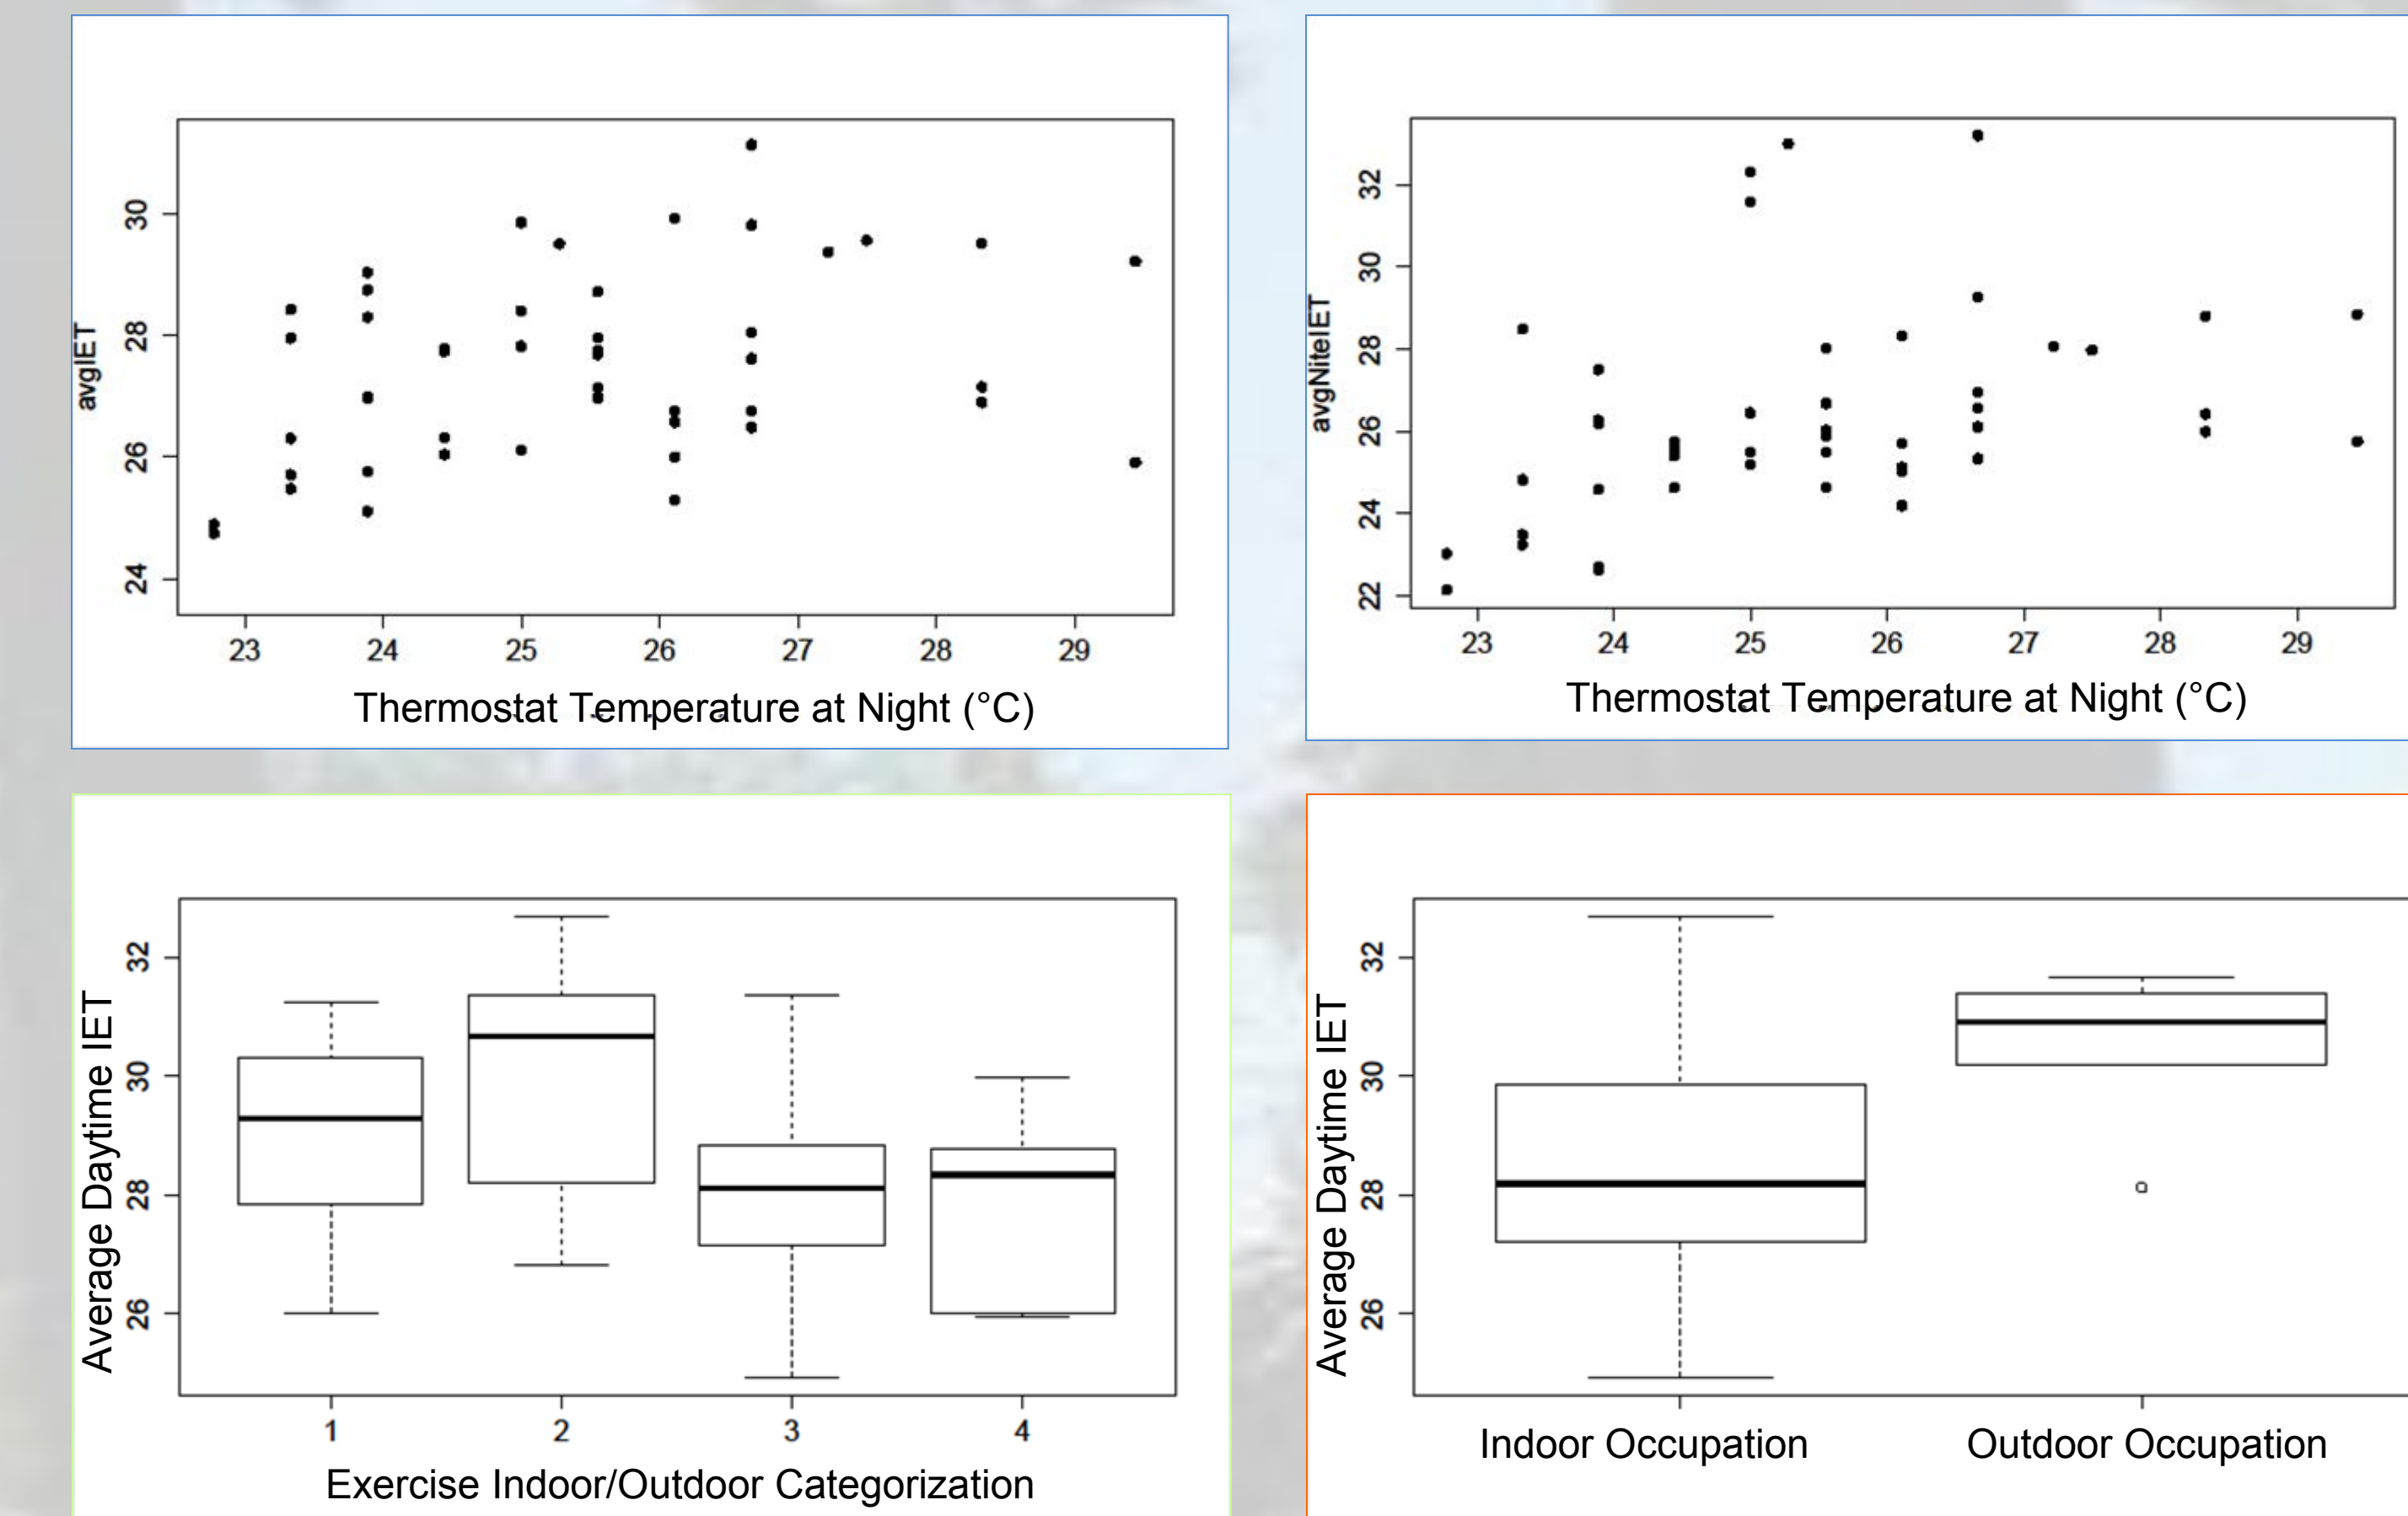 avgIET
30
28
26
24
23 24 25 26 27 28 29
Thermostat Temperature at Night (°C)
avgNiteIET
32
30
28
26
24
22
23 24 25 26 27 28 29
Thermostat Temperature at Night (°C)
Average Daytime IET
32
30
28
26
1 2 3 4
Exercise Indoor/Outdoor Categorization
Average Daytime IET
32
30
28
26
Indoor Occupation Outdoor Occupation